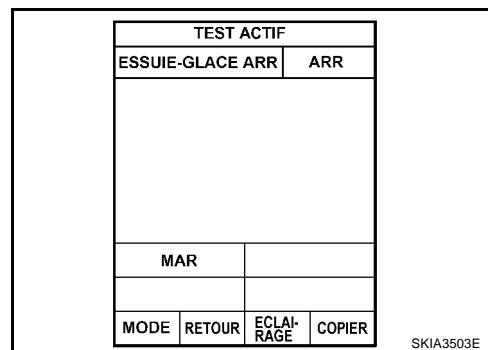 TEST ACTIF
ESSUIE-GLACE ARR ARR
MAR
MODE RETOUR ECLAI-
RAGE COPIER
SKIA3503E